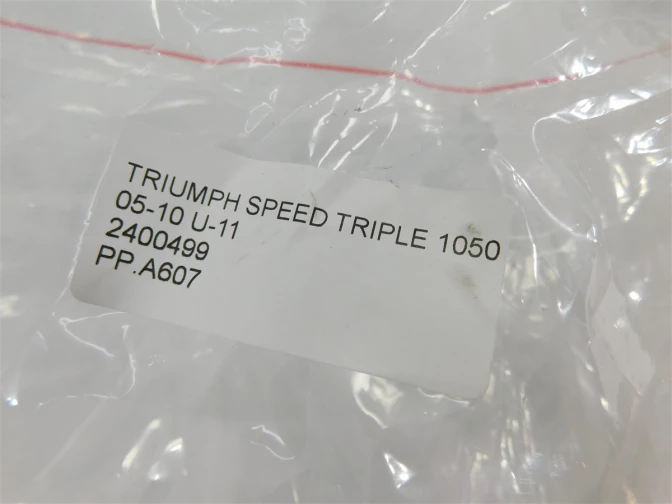 TRIUMPH SPEED TRIPLE 1050
05-10 U-11
2400499
PP.A607